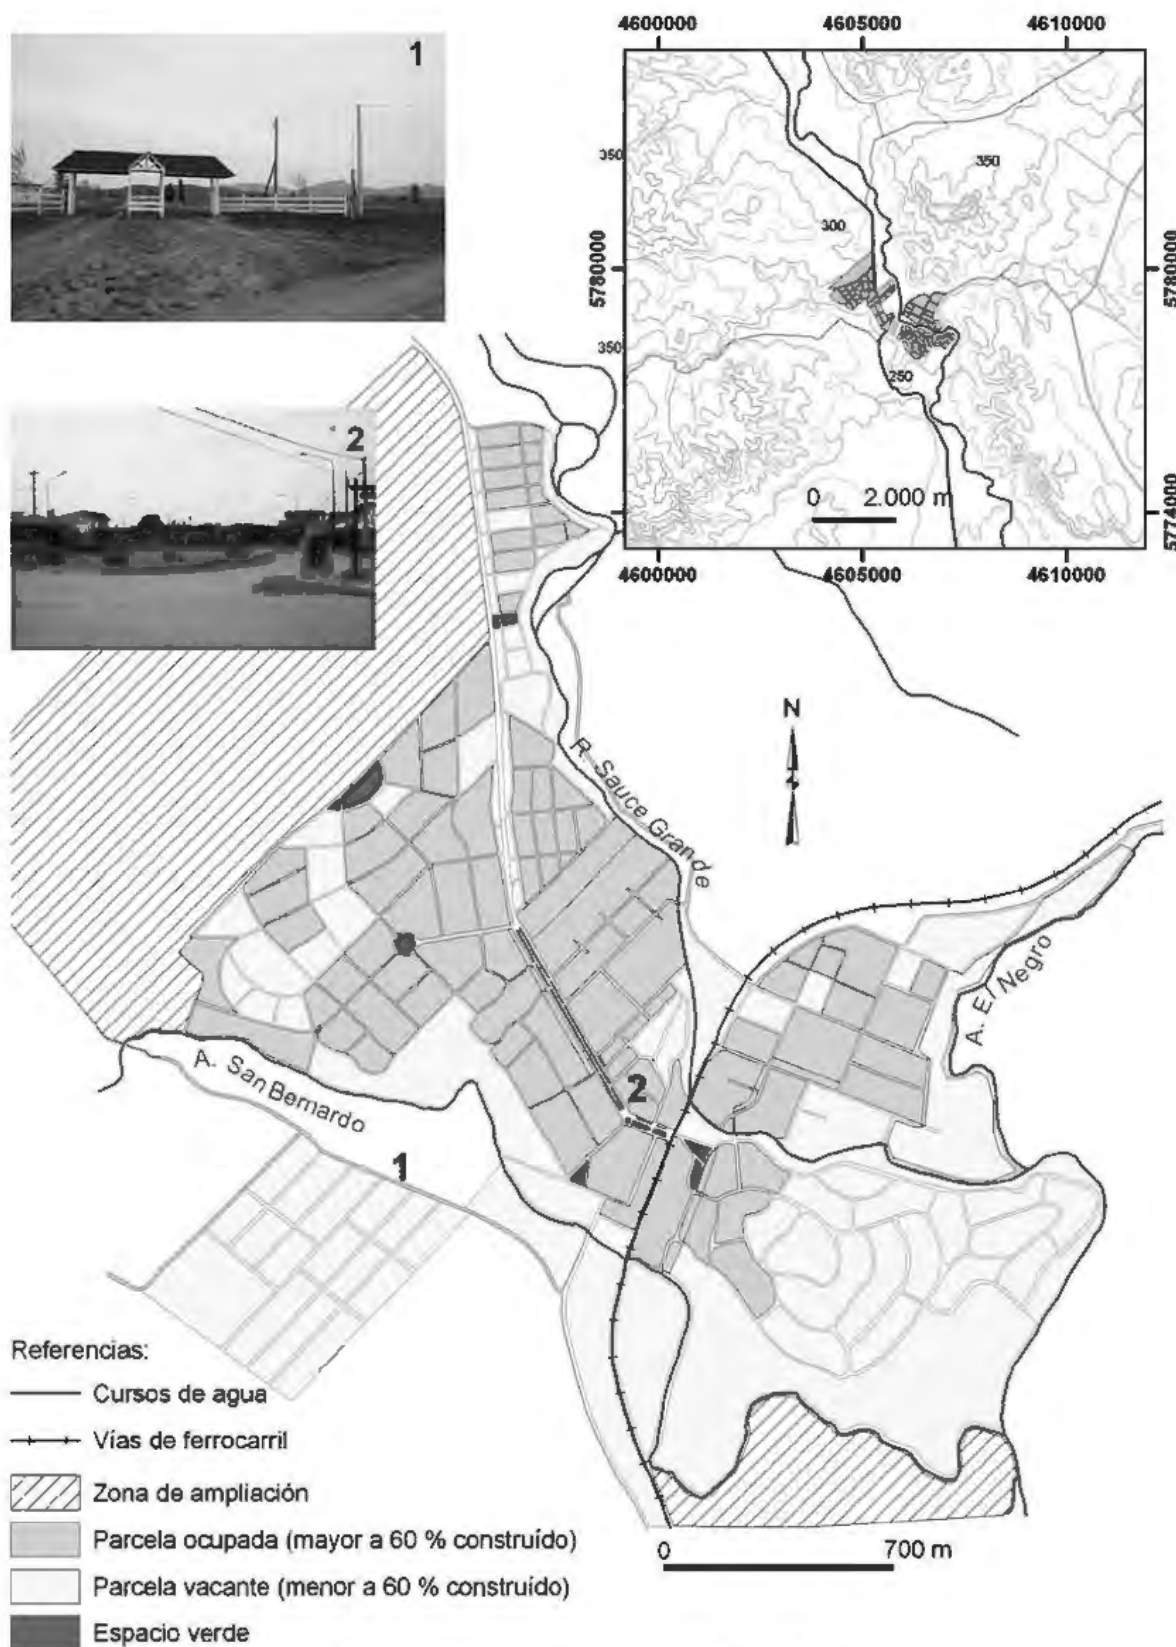 1
4600000 4605000 4610000
350
350
300
5780000
5780000
350
250
0 2.000 m
5774000
4600000 4605000 4610000
2
N
R. Sauce Grande
A. El Negro
A. San Bernardo
2
1
Referencias:
Cursos de agua
Vías de ferrocarril
Zona de ampliación
Parcela ocupada (mayor a 60 % construído)
Parcela vacante (menor a 60 % construído)
Espacio verde
0 700 m